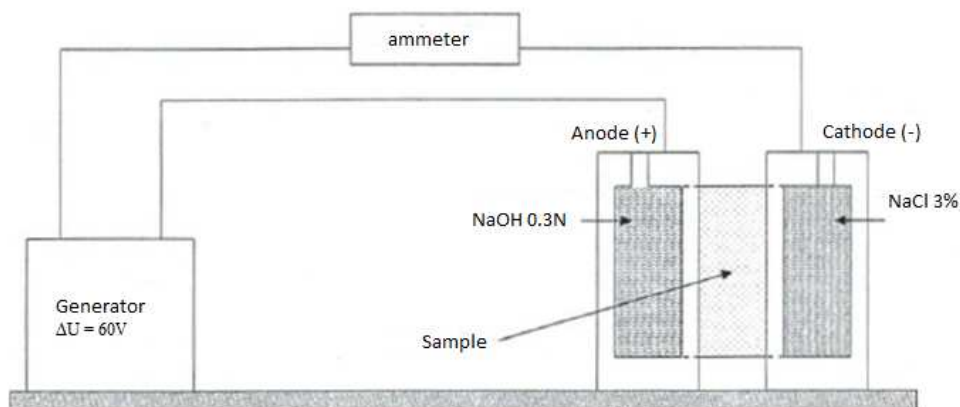 ammeter
Anode (+)
Cathode (-)
NaOH 0.3N
NaCl 3%
Generator
ΔU = 60V
Sample